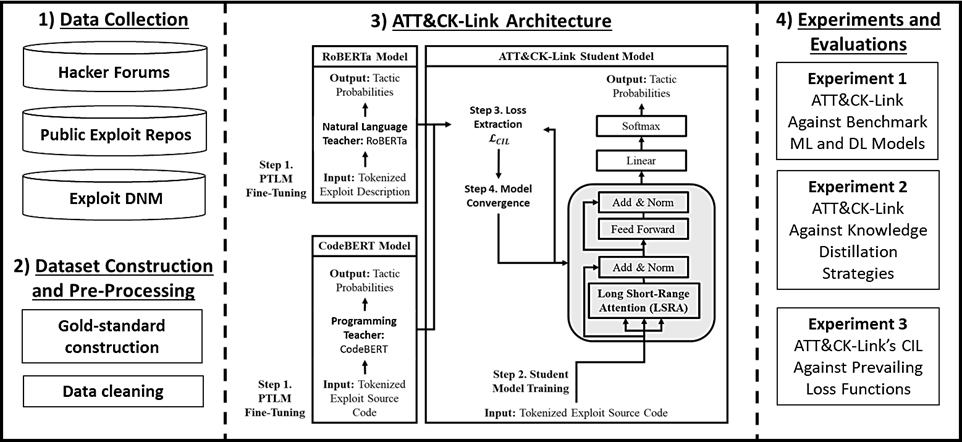 1) Data Collection
Hacker Forums
Public Exploit Repos
Exploit DNM
2) Dataset Construction
and Pre-Processing
Gold-standard
construction
Data cleaning
3) ATT&CK-Link Architecture
RoBERTa Model
Output: Tactic
Probabilities
Natural Language
Teacher: RoBERTa
Step 1.
PTLM
Fine-Tuning
Input: Tokenized
Exploit Description
CodeBERT Model
Output: Tactic
Probabilities
Programming
Teacher:
CodeBERT
Step 1.
PTLM
Fine-Tuning
Input: Tokenized
Exploit Source
Code
ATT&CK-Link Student Model
Output: Tactic
Probabilities
Step 3. Loss
Extraction
ℒCIL
Softmax
Linear
Step 4. Model
Convergence
Add & Norm
Feed Forward
Add & Norm
Long Short-Range
Attention (LSRA)
Step 2. Student
Model Training
Input: Tokenized Exploit Source Code
4) Experiments and
Evaluations
Experiment 1
ATT&CK-Link
Against Benchmark
ML and DL Models
Experiment 2
ATT&CK-Link
Against Knowledge
Distillation
Strategies
Experiment 3
ATT&CK-Link's CIL
Against Prevailing
Loss Functions